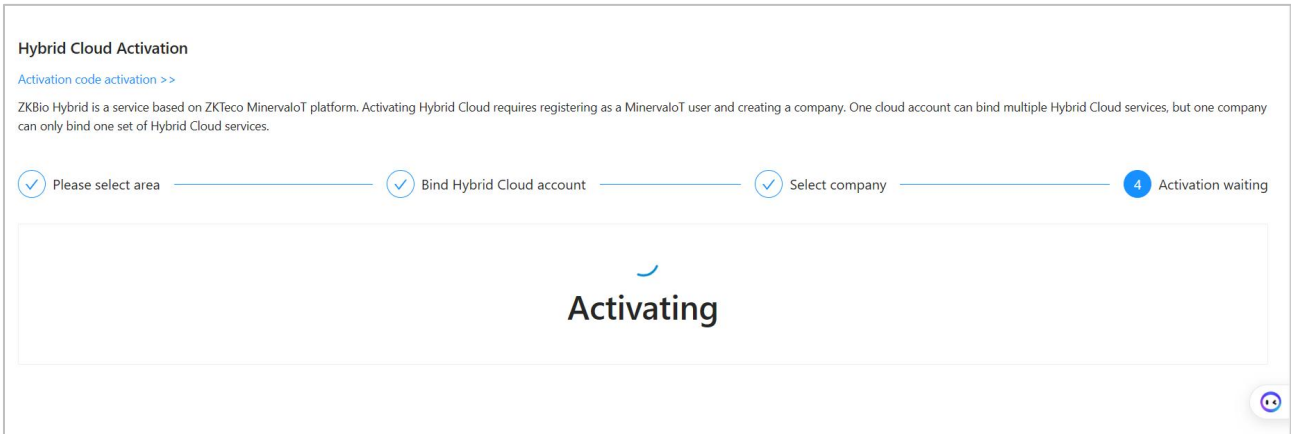 Hybrid Cloud Activation
Activation code activation >>
ZKBio Hybrid is a service based on ZKTeco MinervaIoT platform. Activating Hybrid Cloud requires registering as a MinervaIoT user and creating a company. One cloud account can bind multiple Hybrid Cloud services, but one company
can only bind one set of Hybrid Cloud services.
Please select area
Bind Hybrid Cloud account
Select company
4 Activation waiting
Activating